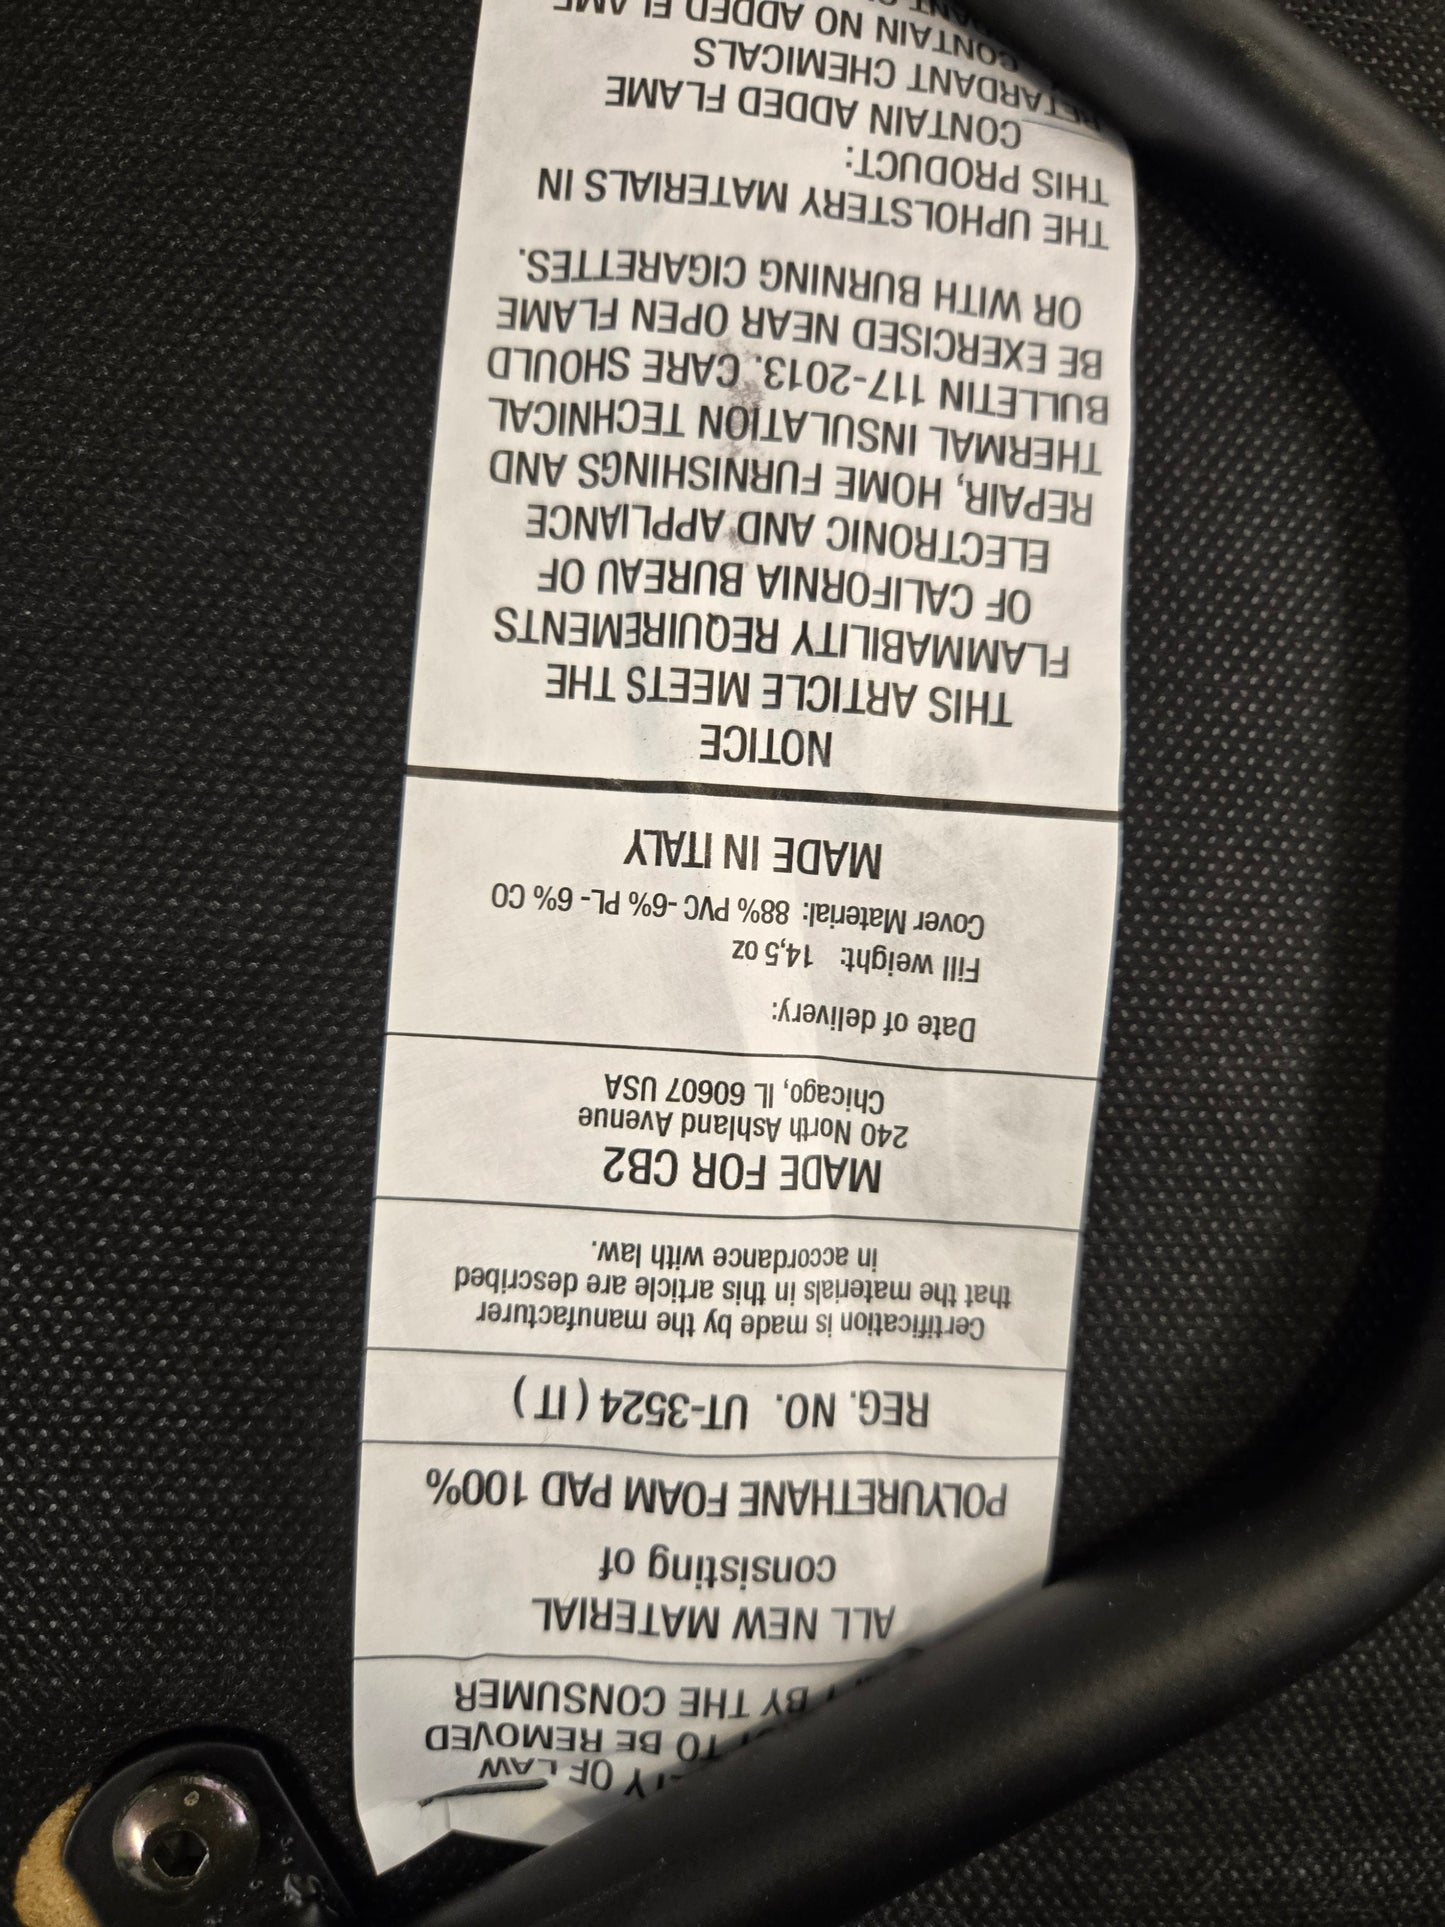 OF LAW
TO BE REMOVED
BY THE CONSUMER
ALL NEW MATERIAL
consisting of
POLYURETHANE FOAM PAD 100%
REG. NO. UT-3524 ( IT )
Certification is made by the manufacturer
that the materials in this article are described
in accordance with law.
MADE FOR CB2
240 North Ashland Avenue
Chicago, IL 60607 USA
Date of delivery:
Fill weight: 14,5 oz
Cover Material: 88% PVC -6% PL- 6% CO
MADE IN ITALY
NOTICE
THIS ARTICLE MEETS THE
FLAMMABILITY REQUIREMENTS
OF CALIFORNIA BUREAU OF
ELECTRONIC AND APPLIANCE
REPAIR, HOME FURNISHINGS AND
THERMAL INSULATION TECHNICAL
BULLETIN 117-2013. CARE SHOULD
BE EXERCISED NEAR OPEN FLAME
OR WITH BURNING CIGARETTES.
THE UPHOLSTERY MATERIALS IN
THIS PRODUCT:
CONTAIN ADDED FLAME
RETARDANT CHEMICALS
CONTAIN NO ADDED FLAME